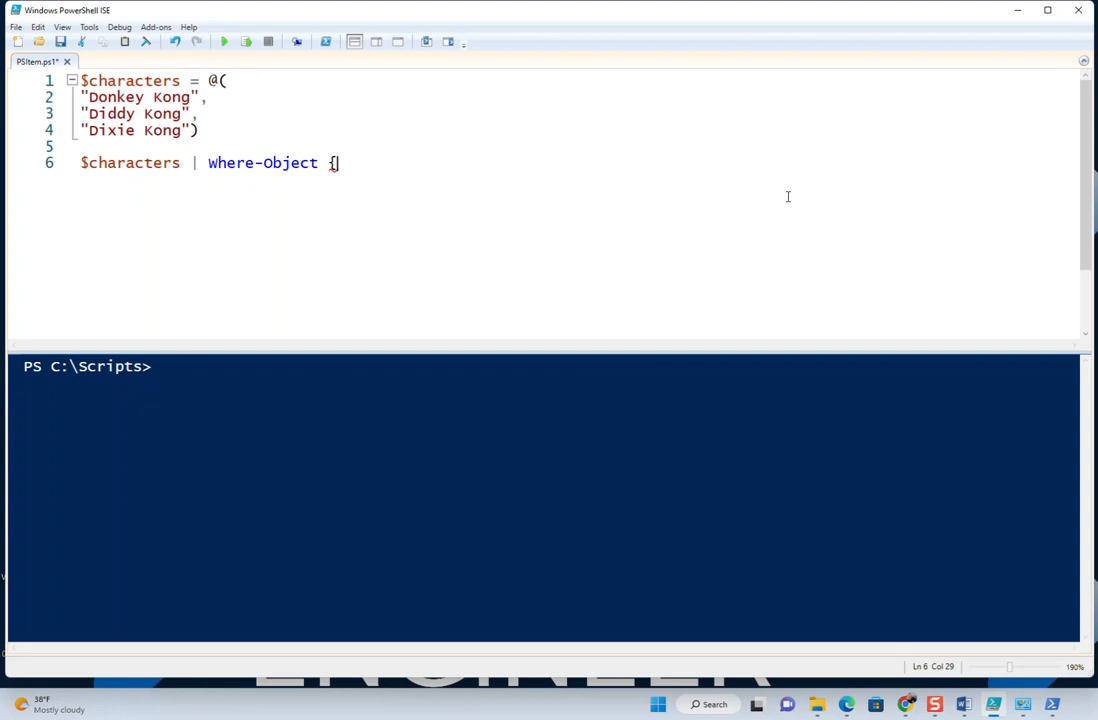 Windows PowerShell ISE
File Edit View Tools Debug Add-ons Help
PSItem.ps1*
1 $characters = @(
2 "Donkey Kong",
3 "Diddy Kong",
4 "Dixie Kong")
5
6 $characters | Where-Object {
PS C:\Scripts>
Ln 6 Col 29
190%
38°F
Mostly cloudy
Search